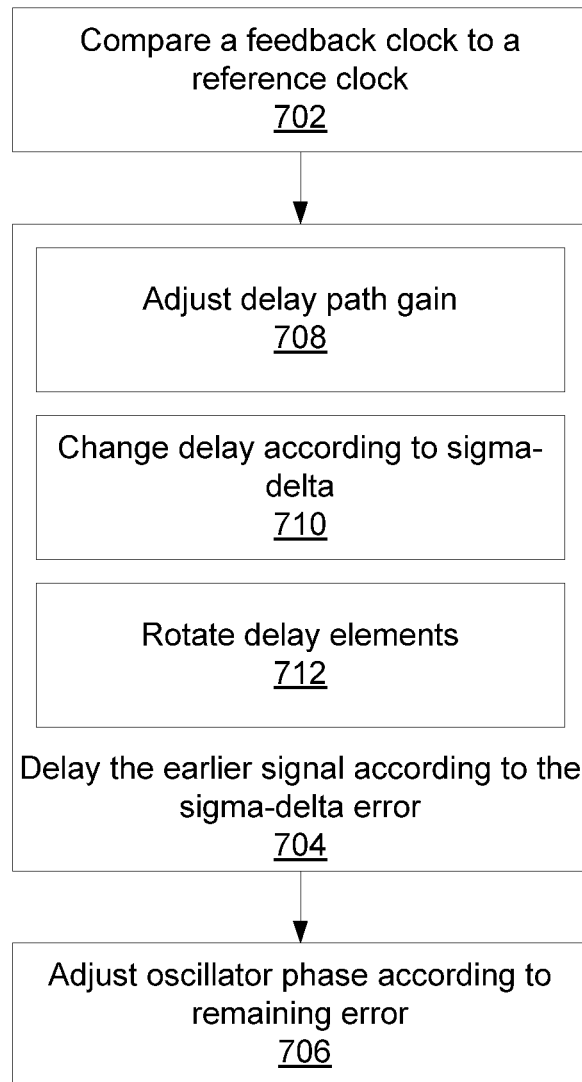 Compare a feedback clock to a
reference clock
702
Adjust delay path gain
708
Change delay according to sigma-
delta
710
Rotate delay elements
712
Delay the earlier signal according to the
sigma-delta error
704
Adjust oscillator phase according to
remaining error
706